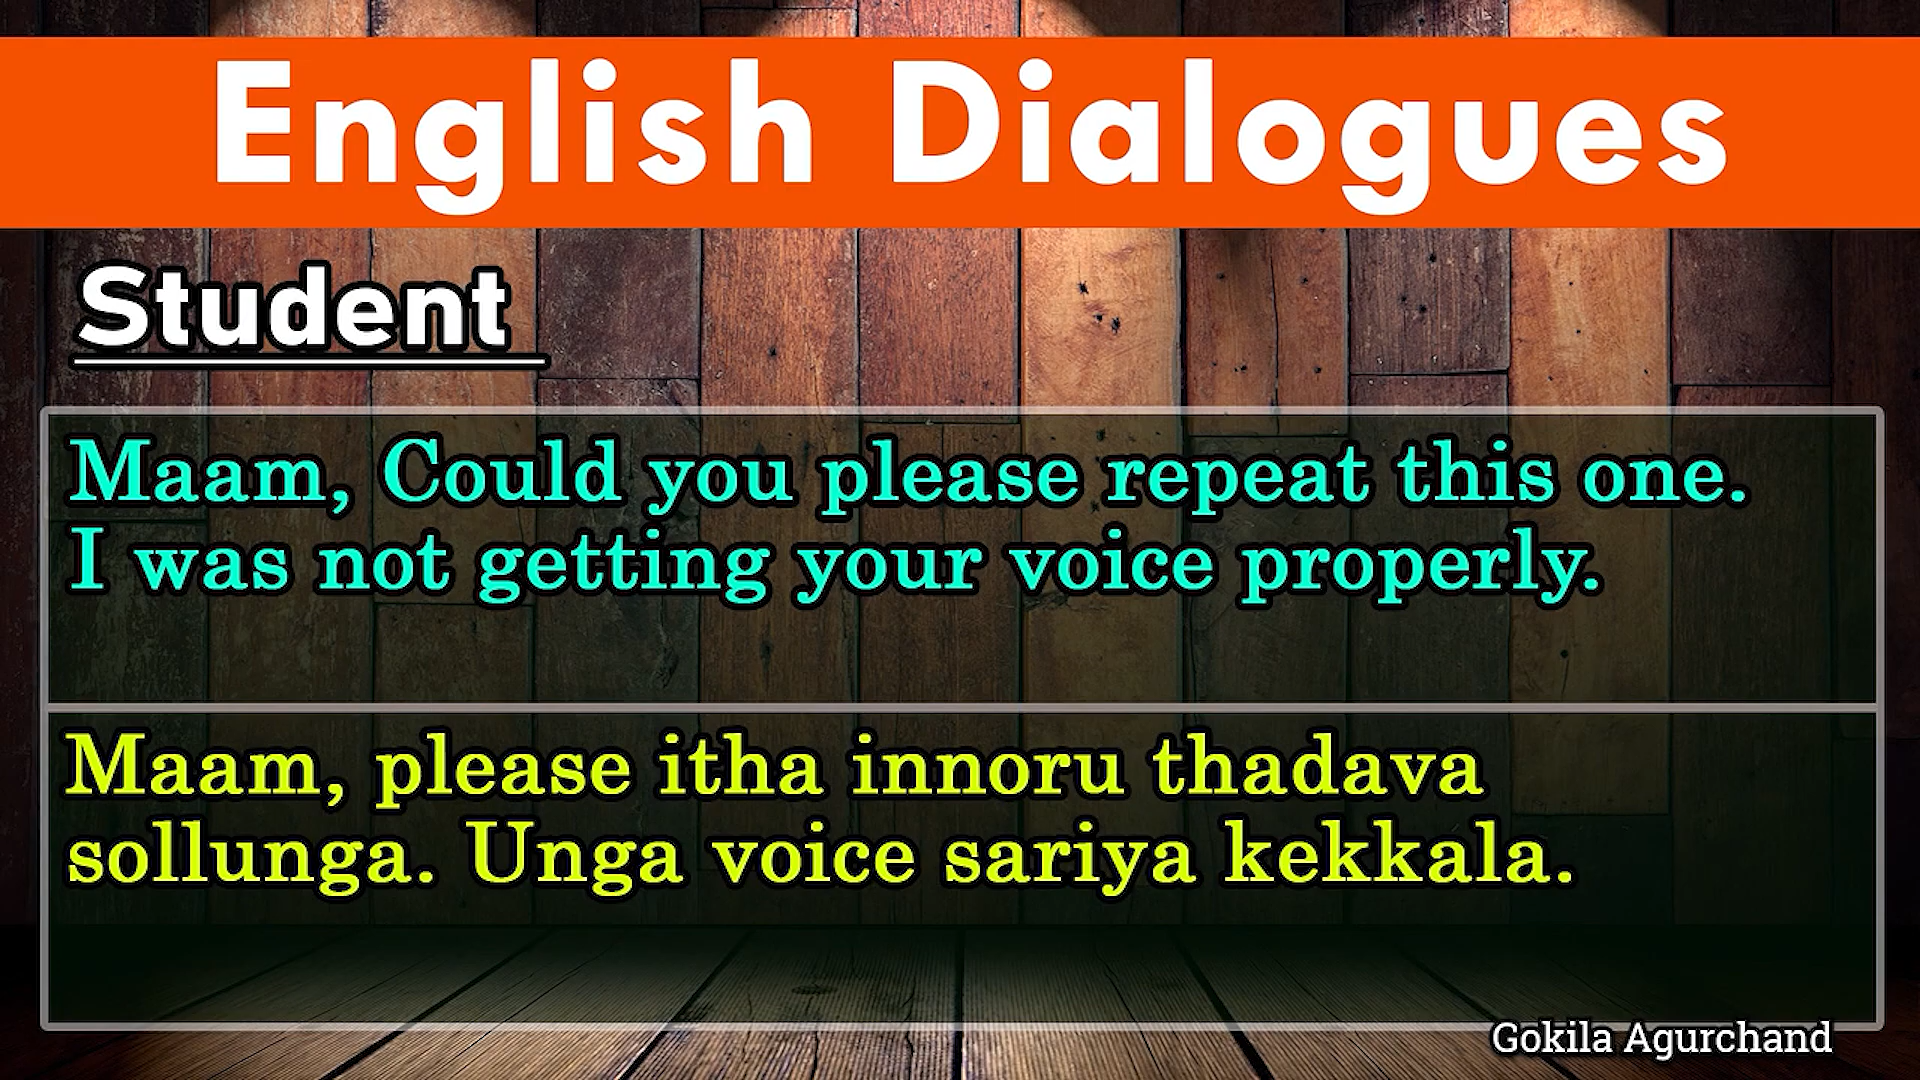 English Dialogues
Student
Maam, Could you please repeat this one.
I was not getting your voice properly.
Maam, please itha innoru thadava
sollunga. Unga voice sariya kekkala.
Gokila Agurchand